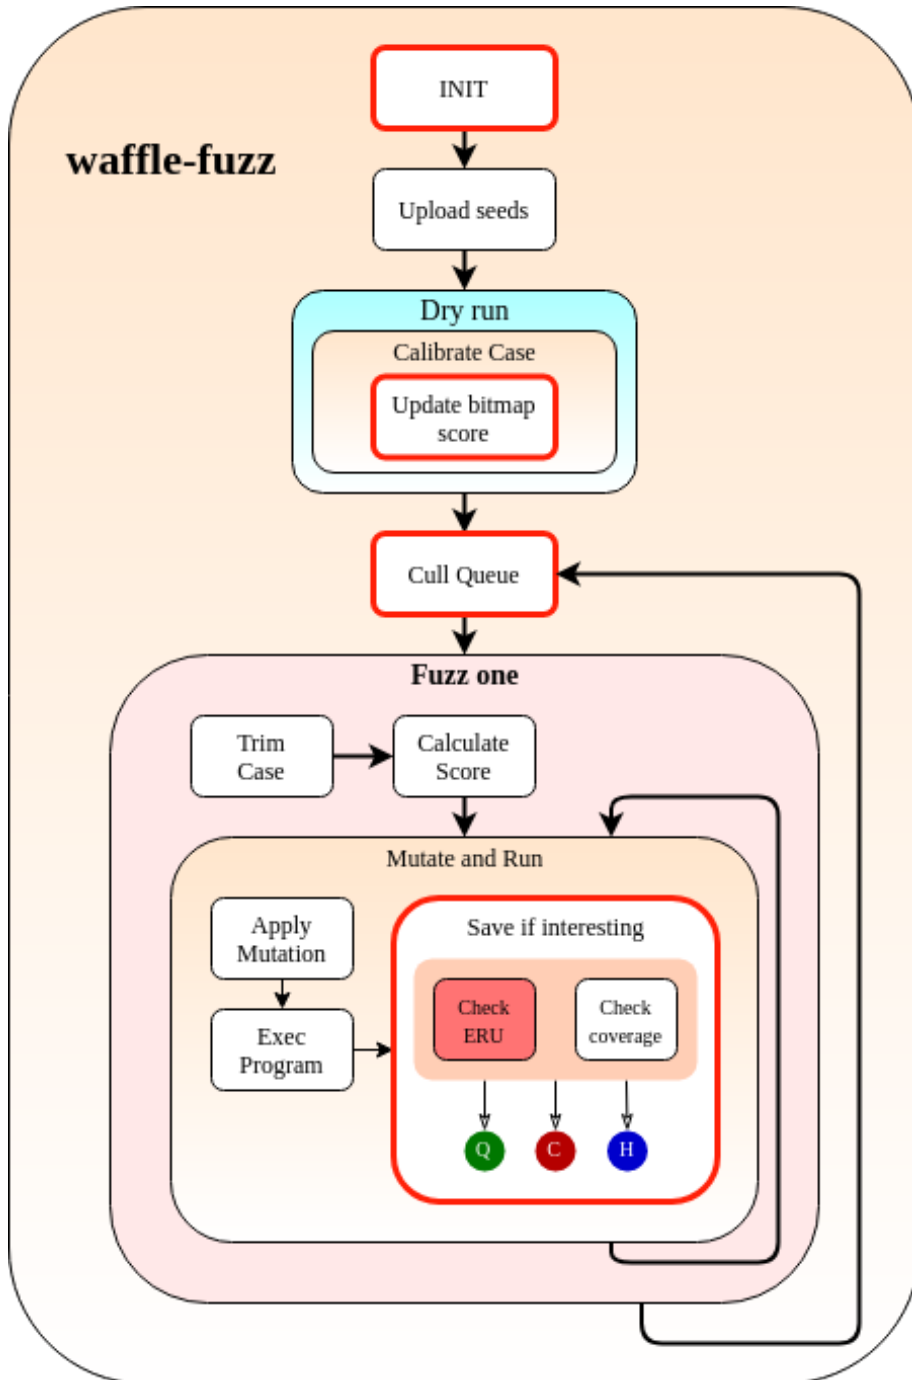 INIT
waffle-fuzz
Upload seeds
Dry run
Calibrate Case
Update bitmap
score
Cull Queue
Fuzz one
Trim
Case
Calculate
Score
Mutate and Run
Apply
Mutation
Exec
Program
Save if interesting
Check
ERU
Check
coverage
Q
C
H